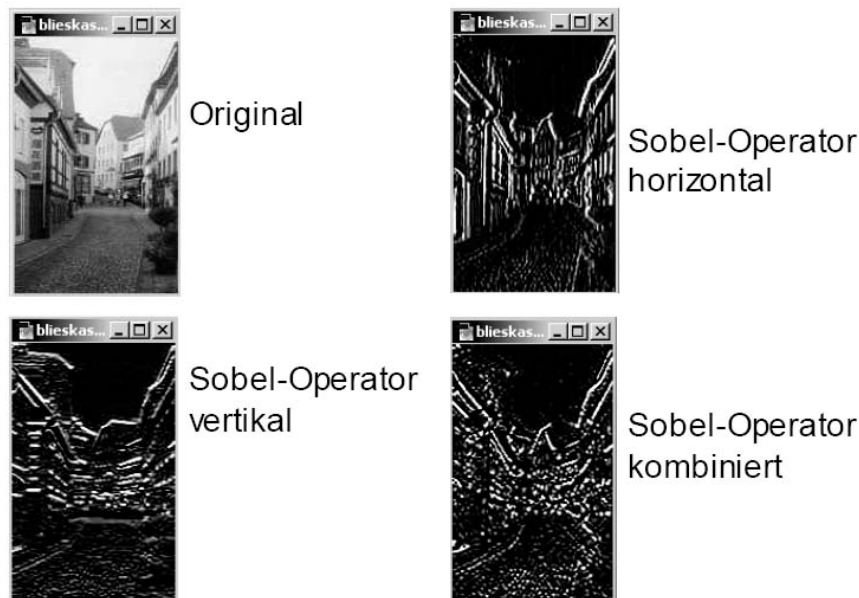 blieskas...
Original
blieskas...
Sobel-Operator
horizontal
blieskas...
Sobel-Operator
vertikal
blieskas...
Sobel-Operator
kombiniert